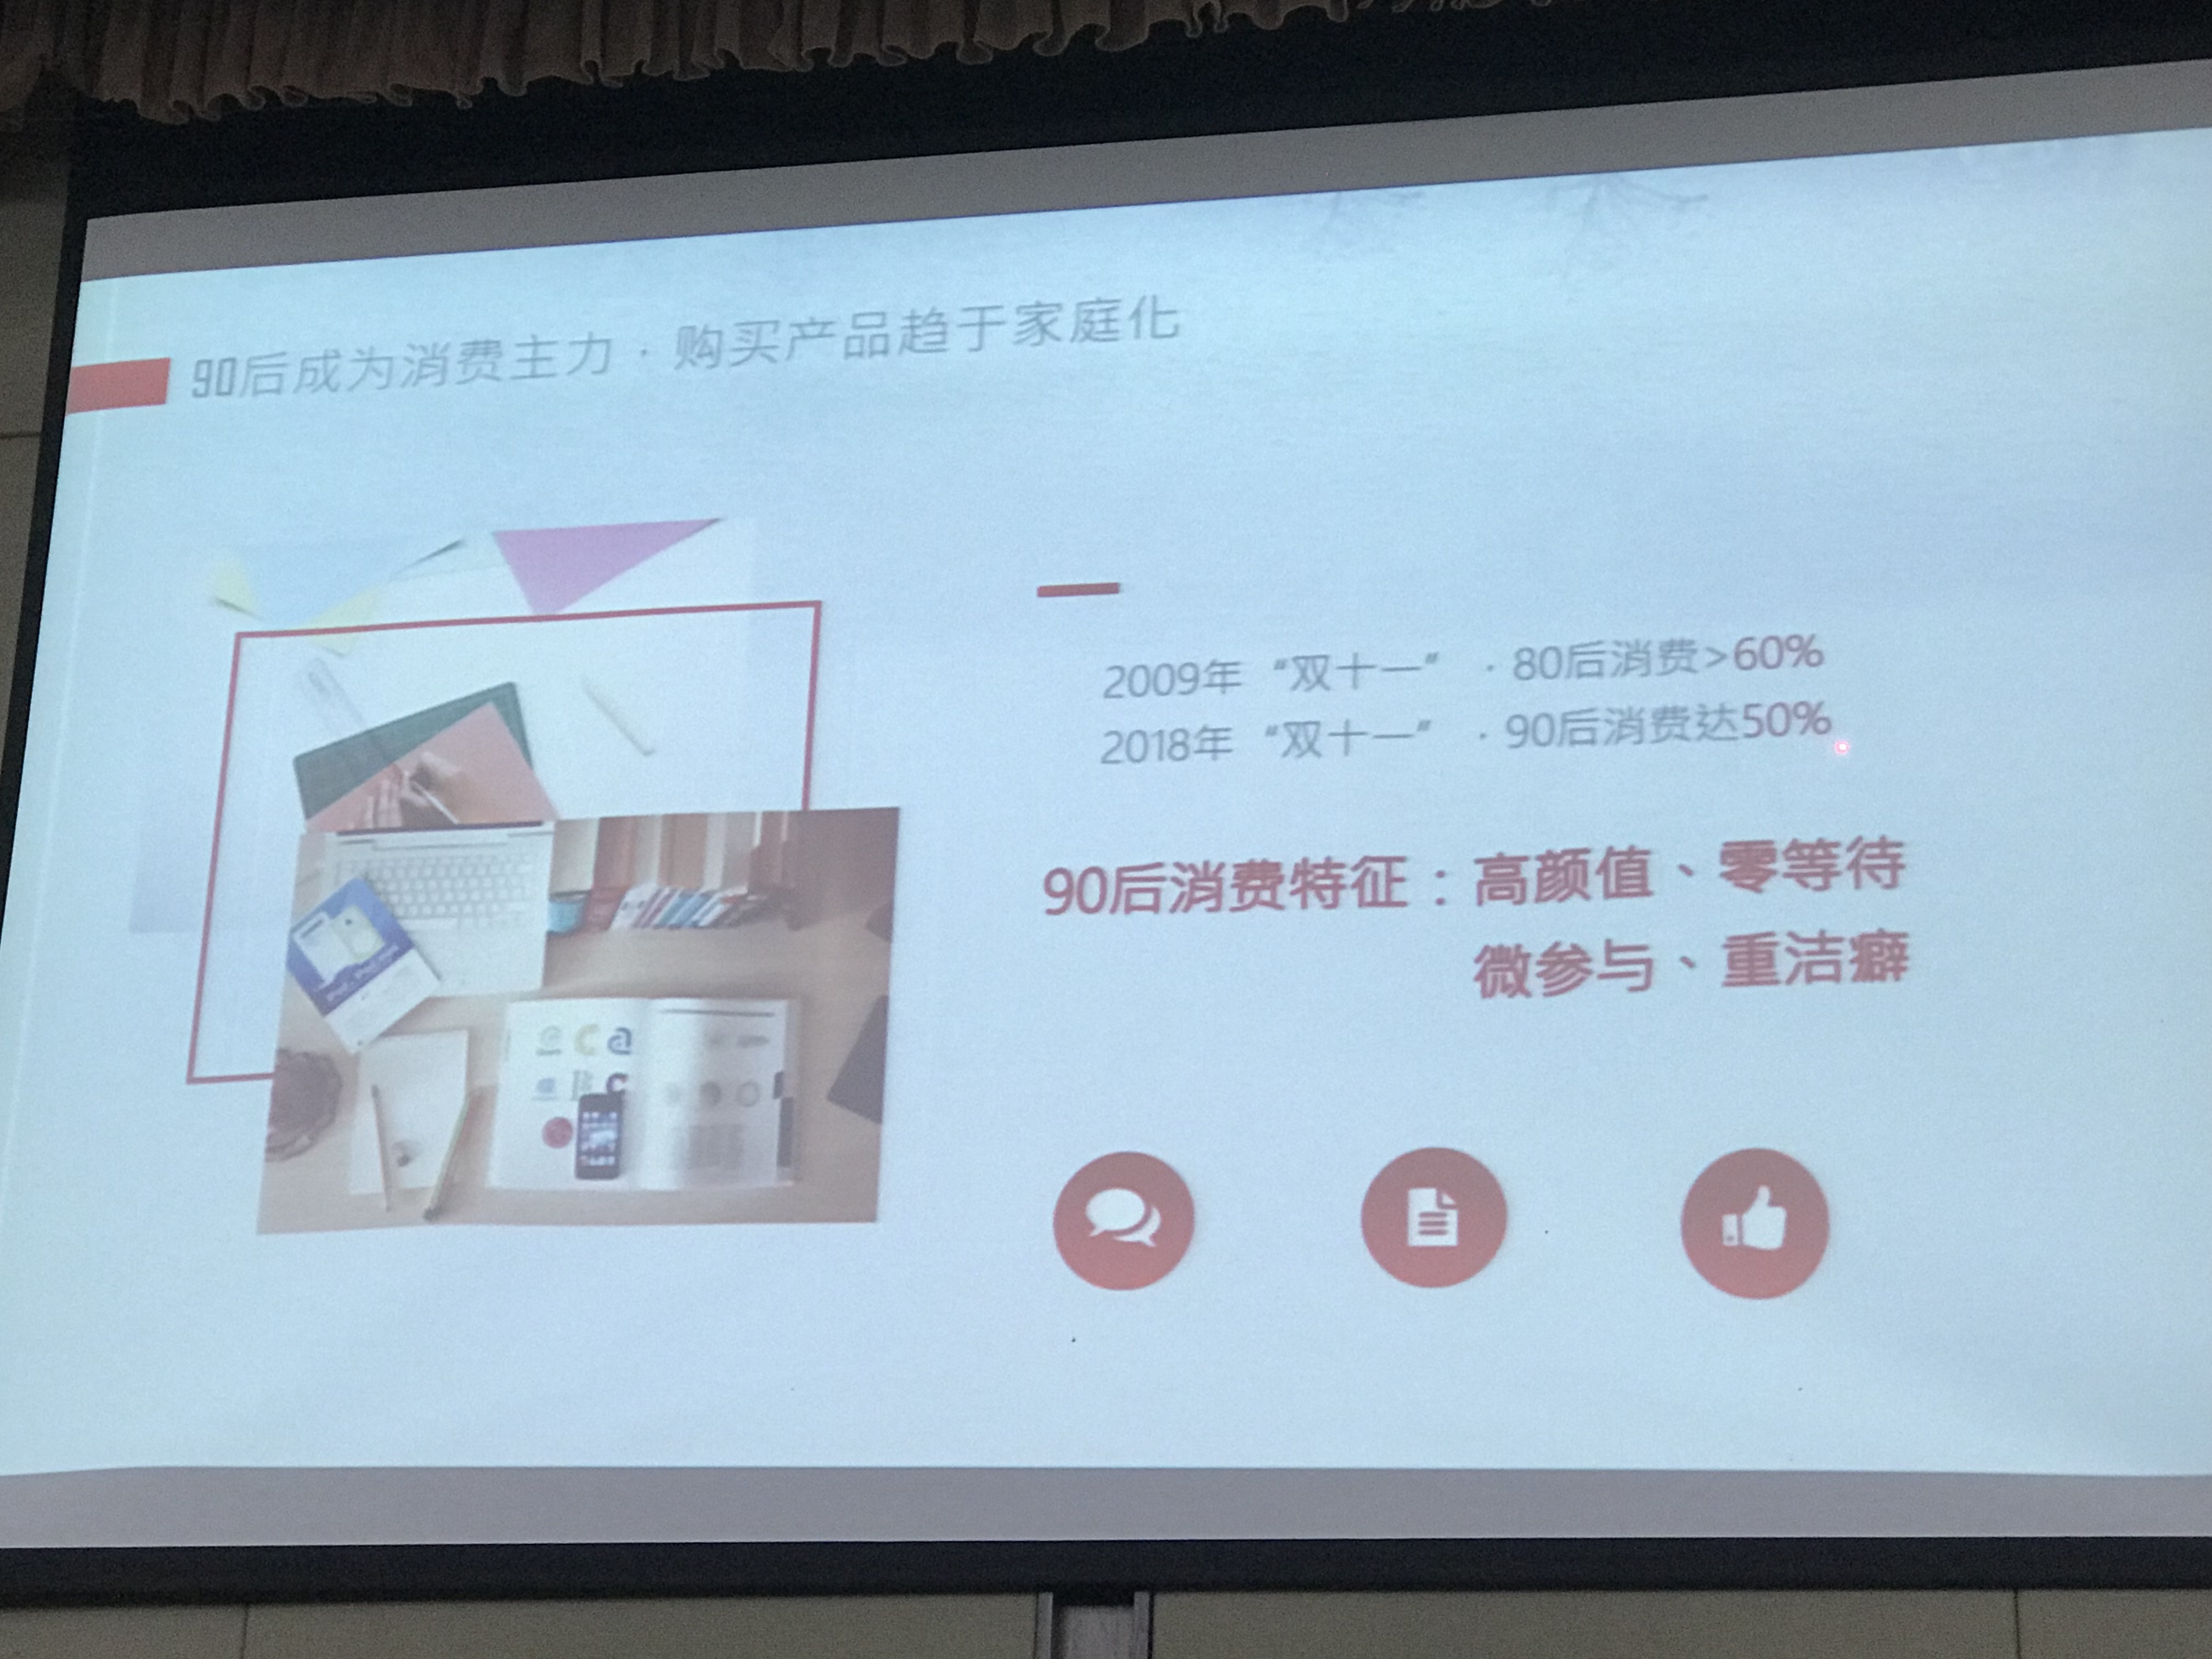 90后成为消费主力·购买产品趋于家庭化
2009年“双十一” ·80后消费>60%
2018年“双十一” ·90后消费达50%
90后消费特征：高颜值、零等待
微参与、重洁癖
e C a